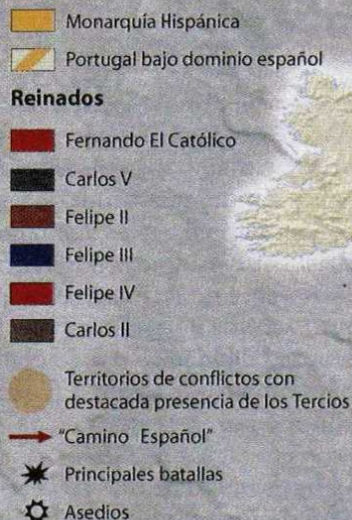 Monarquía Hispánica
Portugal bajo dominio español
Reinados
Fernando El Católico
Carlos V
Felipe II
Felipe III
Felipe IV
Carlos II
Territorios de conflictos con
destacada presencia de los Tercios
"Camino Español"
Principales batallas
Asedios